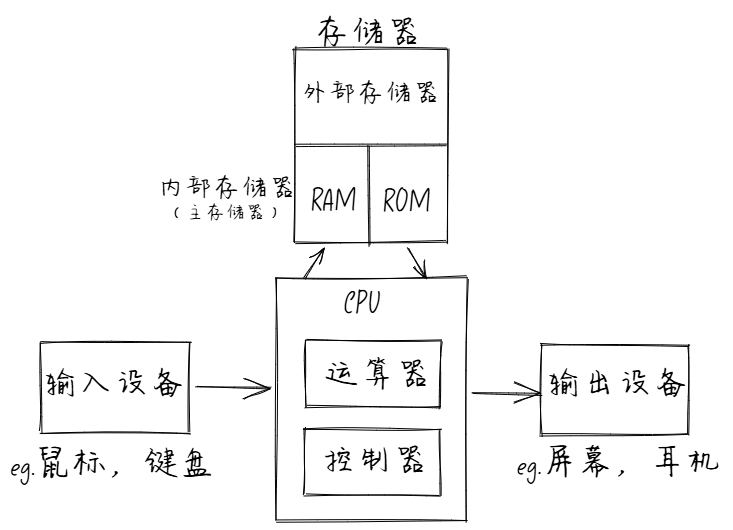 存储器
外部存储器
内部存储器
（主存储器）
RAM
ROM
CPU
输入设备
运算器
输出设备
控制器
eg.鼠标，键盘
eg.屏幕，耳机